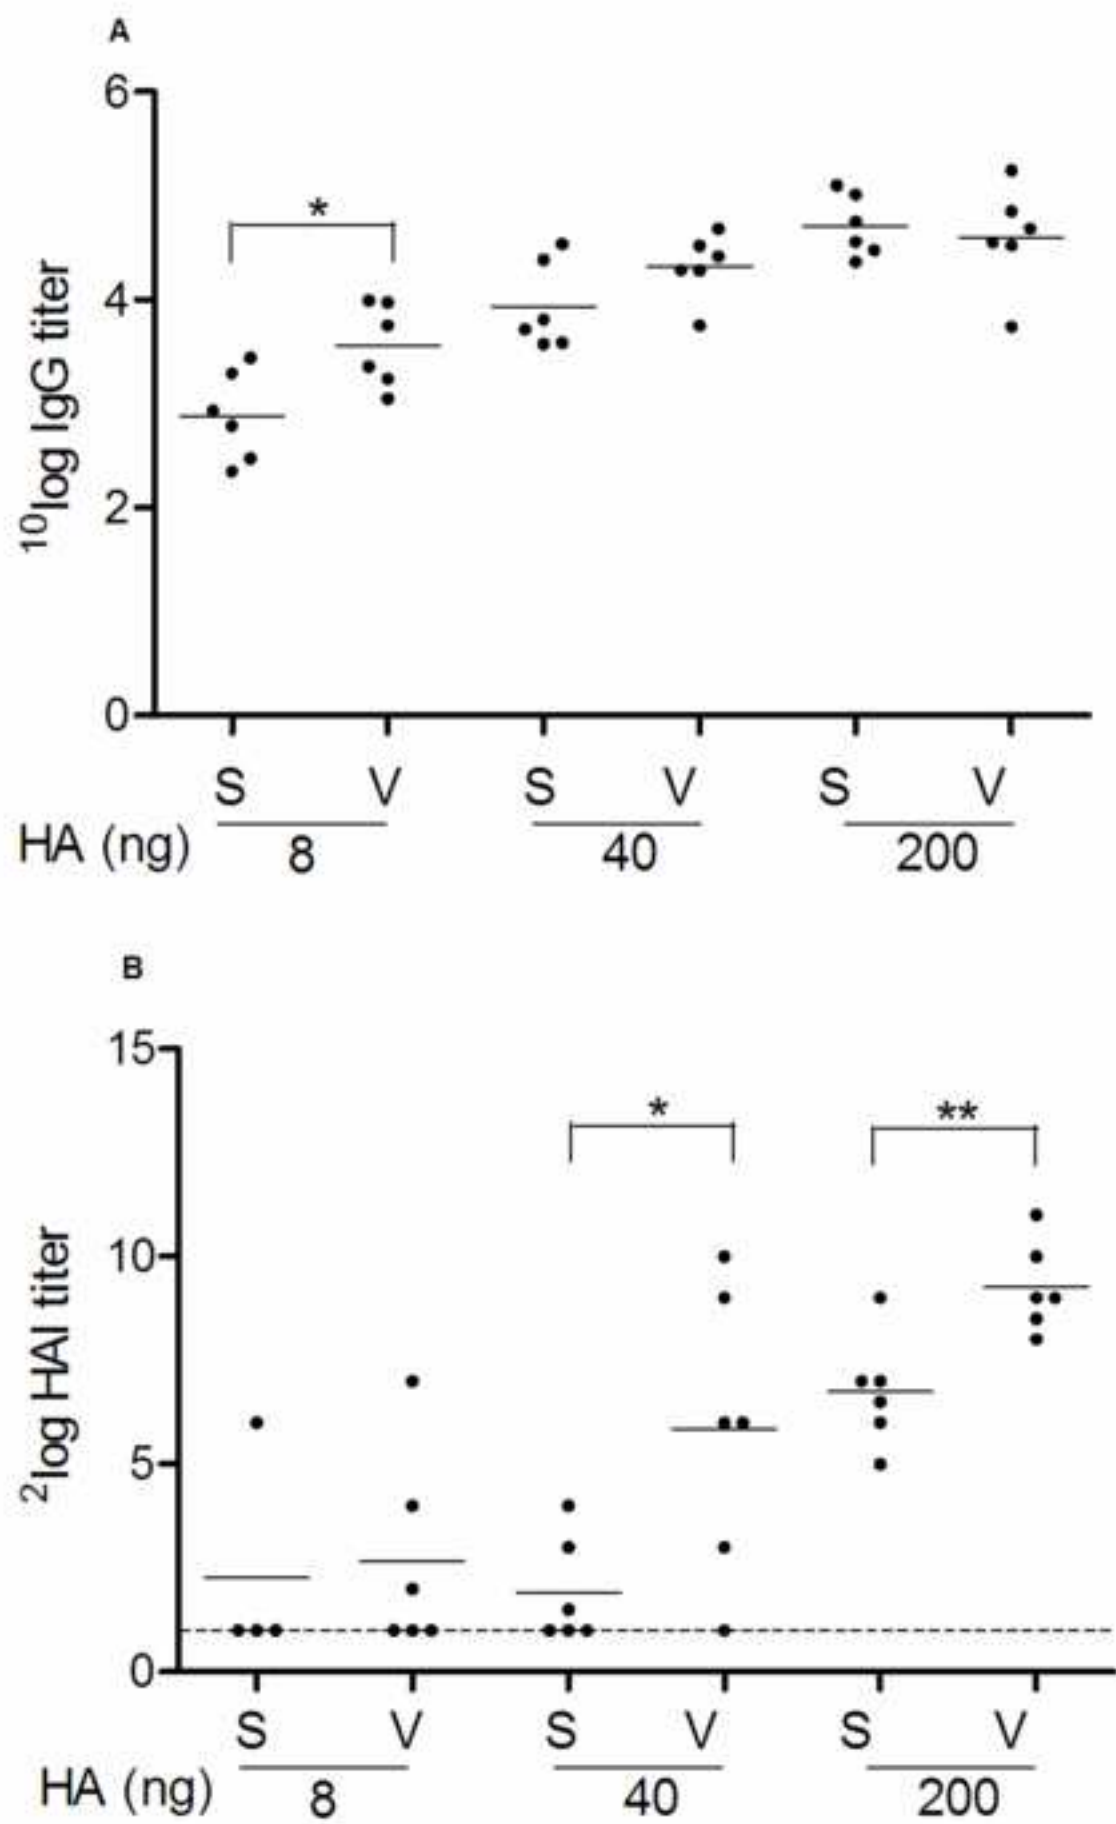 A
6
*
4
2
0
¹⁰log IgG titer
S V S V S V
HA (ng) 8 40 200
B
15
* **
10
5
0
²log HAI titer
S V S V S V
HA (ng) 8 40 200